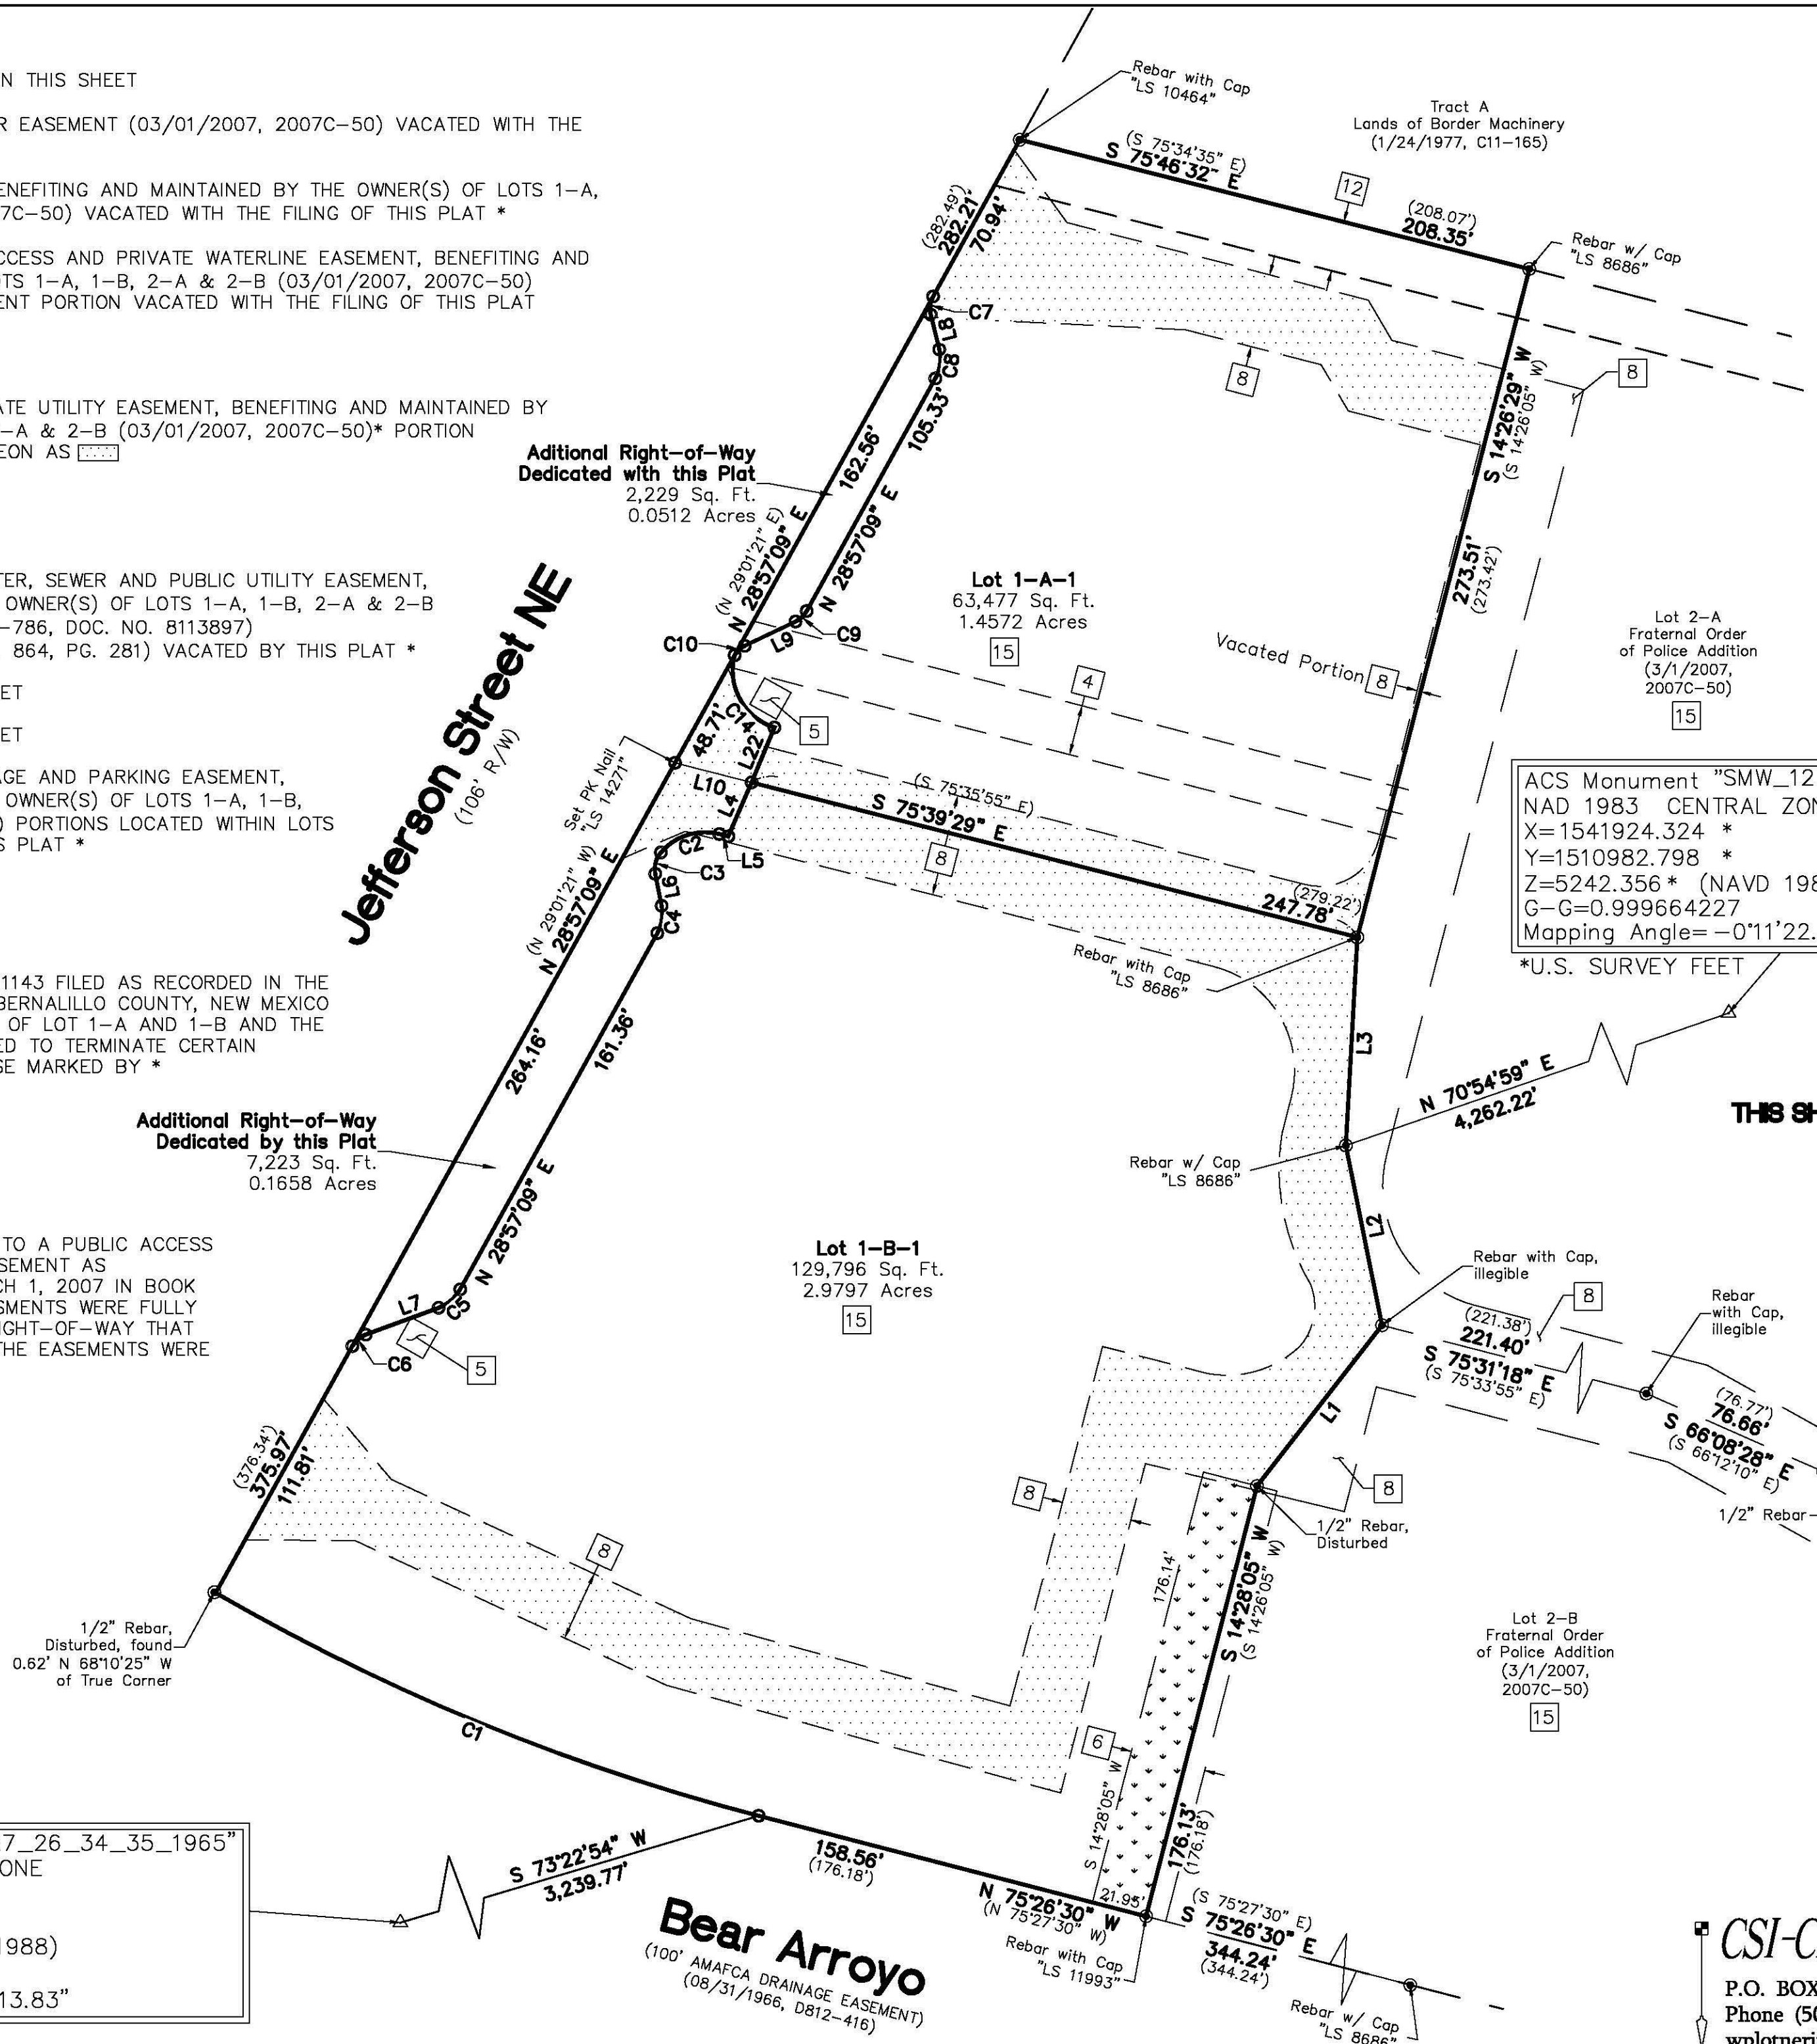 N THIS SHEET
R EASEMENT (03/01/2007, 2007C-50) VACATED WITH THE
ENEFITING AND MAINTAINED BY THE OWNER(S) OF LOTS 1-A,
7C-50) VACATED WITH THE FILING OF THIS PLAT *
CCESS AND PRIVATE WATERLINE EASEMENT, BENEFITING AND
OTS 1-A, 1-B, 2-A & 2-B (03/01/2007, 2007C-50)
ENT PORTION VACATED WITH THE FILING OF THIS PLAT
ATE UTILITY EASEMENT, BENEFITING AND MAINTAINED BY
-A & 2-B (03/01/2007, 2007C-50)* PORTION
EON AS
TER, SEWER AND PUBLIC UTILITY EASEMENT,
OWNER(S) OF LOTS 1-A, 1-B, 2-A & 2-B
-786, DOC. NO. 8113897)
864, PG. 281) VACATED BY THIS PLAT *
ET
ET
AGE AND PARKING EASEMENT,
OWNER(S) OF LOTS 1-A, 1-B,
) PORTIONS LOCATED WITHIN LOTS
S PLAT *
1143 FILED AS RECORDED IN THE
BERNALILLO COUNTY, NEW MEXICO
OF LOT 1-A AND 1-B AND THE
ED TO TERMINATE CERTAIN
SE MARKED BY *
TO A PUBLIC ACCESS
SEMENT AS
CH 1, 2007 IN BOOK
SMENTS WERE FULLY
IGHT-OF-WAY THAT
THE EASEMENTS WERE
Rebar with Cap
"LS 10464"
Tract A
Lands of Border Machinery
(1/24/1977, C11-165)
(S 75°34'35" E)
S 75°46'32" E
12
(208.07')
208.35'
Rebar w/ Cap
"LS 8686"
(282.49')
282.21'
70.94'
C7
L8
C8
8
8
S 14°26'29" W
(S 14°26'05" W)
273.51'
(273.42')
Aditional Right-of-Way
Dedicated with this Plat
2,229 Sq. Ft.
0.0512 Acres
162.56'
105.33'
(N 29°01'21" E)
N 28°57'09" E
N 28°57'09" E
Lot 1-A-1
63,477 Sq. Ft.
1.4572 Acres
15
Lot 2-A
Fraternal Order
of Police Addition
(3/1/2007,
2007C-50)
15
Vacated Portion
8
C10
L9
C9
4
C14
5
48.71'
L22
Jefferson Street NE
(106' R/W)
Set PK Nail
"LS 14271"
L10
L4
(S 75°35'55" E)
S 75°39'29" E
8
(279.22')
247.78'
C2
L5
C3
L6
C4
(N 29°01'21" W)
N 28°57'09" E
Rebar with Cap
"LS 8686"
ACS Monument "SMW_12
NAD 1983 CENTRAL ZON
X=1541924.324 *
Y=1510982.798 *
Z=5242.356* (NAVD 198
G-G=0.999664227
Mapping Angle= -0°11'22.
*U.S. SURVEY FEET
L3
N 70°54'59" E
4,262.22'
THIS SH
264.16'
161.36'
Additional Right-of-Way
Dedicated by this Plat
7,223 Sq. Ft.
0.1658 Acres
N 28°57'09" E
Rebar w/ Cap
"LS 8686"
L2
Lot 1-B-1
129,796 Sq. Ft.
2.9797 Acres
15
Rebar with Cap,
illegible
8
Rebar
with Cap,
illegible
L7
C5
C6
5
(221.38')
221.40'
S 75°31'18" E
(S 75°33'55" E)
(76.77')
76.66'
S 66°08'28" E
(S 66°12'10" E)
1/2" Rebar
L1
(376.34')
375.97'
111.81'
8
8
8
1/2" Rebar,
Disturbed
176.14'
S 14°28'05" W
(S 14°26'05" W)
1/2" Rebar,
Disturbed, found
0.62' N 68°10'25" W
of True Corner
Lot 2-B
Fraternal Order
of Police Addition
(3/1/2007,
2007C-50)
15
C1
6
S 14°28'05" W
176.13'
(176.18')
7_26_34_35_1965"
ONE
1988)
13.83"
S 73°22'54" W
3,239.77'
158.56'
(176.18')
N 75°26'30" W
(N 75°27'30" W)
21.95'
Rebar with Cap
"LS 11993"
(S 75°27'30" E)
S 75°26'30" E
344.24'
(344.24')
Rebar w/ Cap
"LS 8686"
Bear Arroyo
(100' AMAFCA DRAINAGE EASEMENT)
(08/31/1966, D812-416)
CSI-C
P.O. BOX
Phone (50
wplotneri